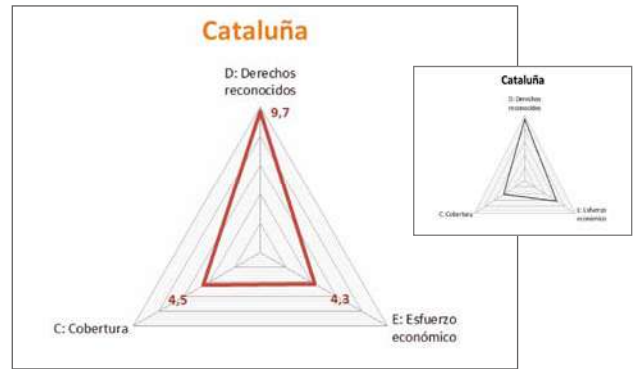 Cataluña
D: Derechos
reconocidos
9,7
4,5
4,3
C: Cobertura
E: Esfuerzo
económico
Cataluña
D: Derechos
reconocidos
C: Cobertura
E: Esfuerzo
económico